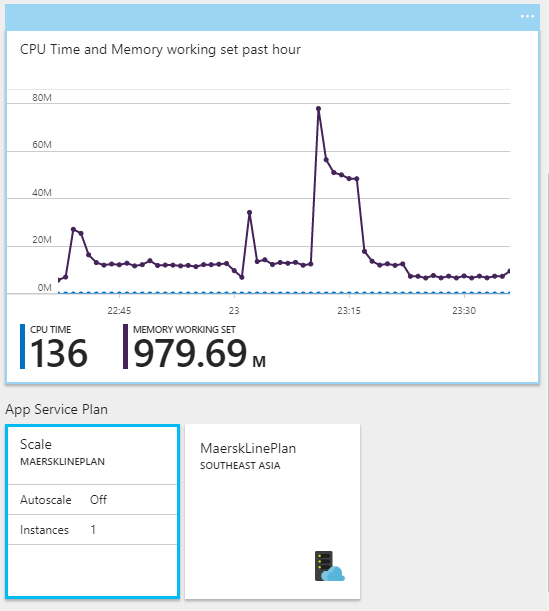 CPU Time and Memory working set past hour
80M
60M
40M
20M
0M
22:45 23 23:15 23:30
CPU TIME MEMORY WORKING SET
136 979.69 M
App Service Plan
Scale
MAERSKLINEPLAN
Autoscale Off
Instances 1
MaerskLinePlan
SOUTHEAST ASIA